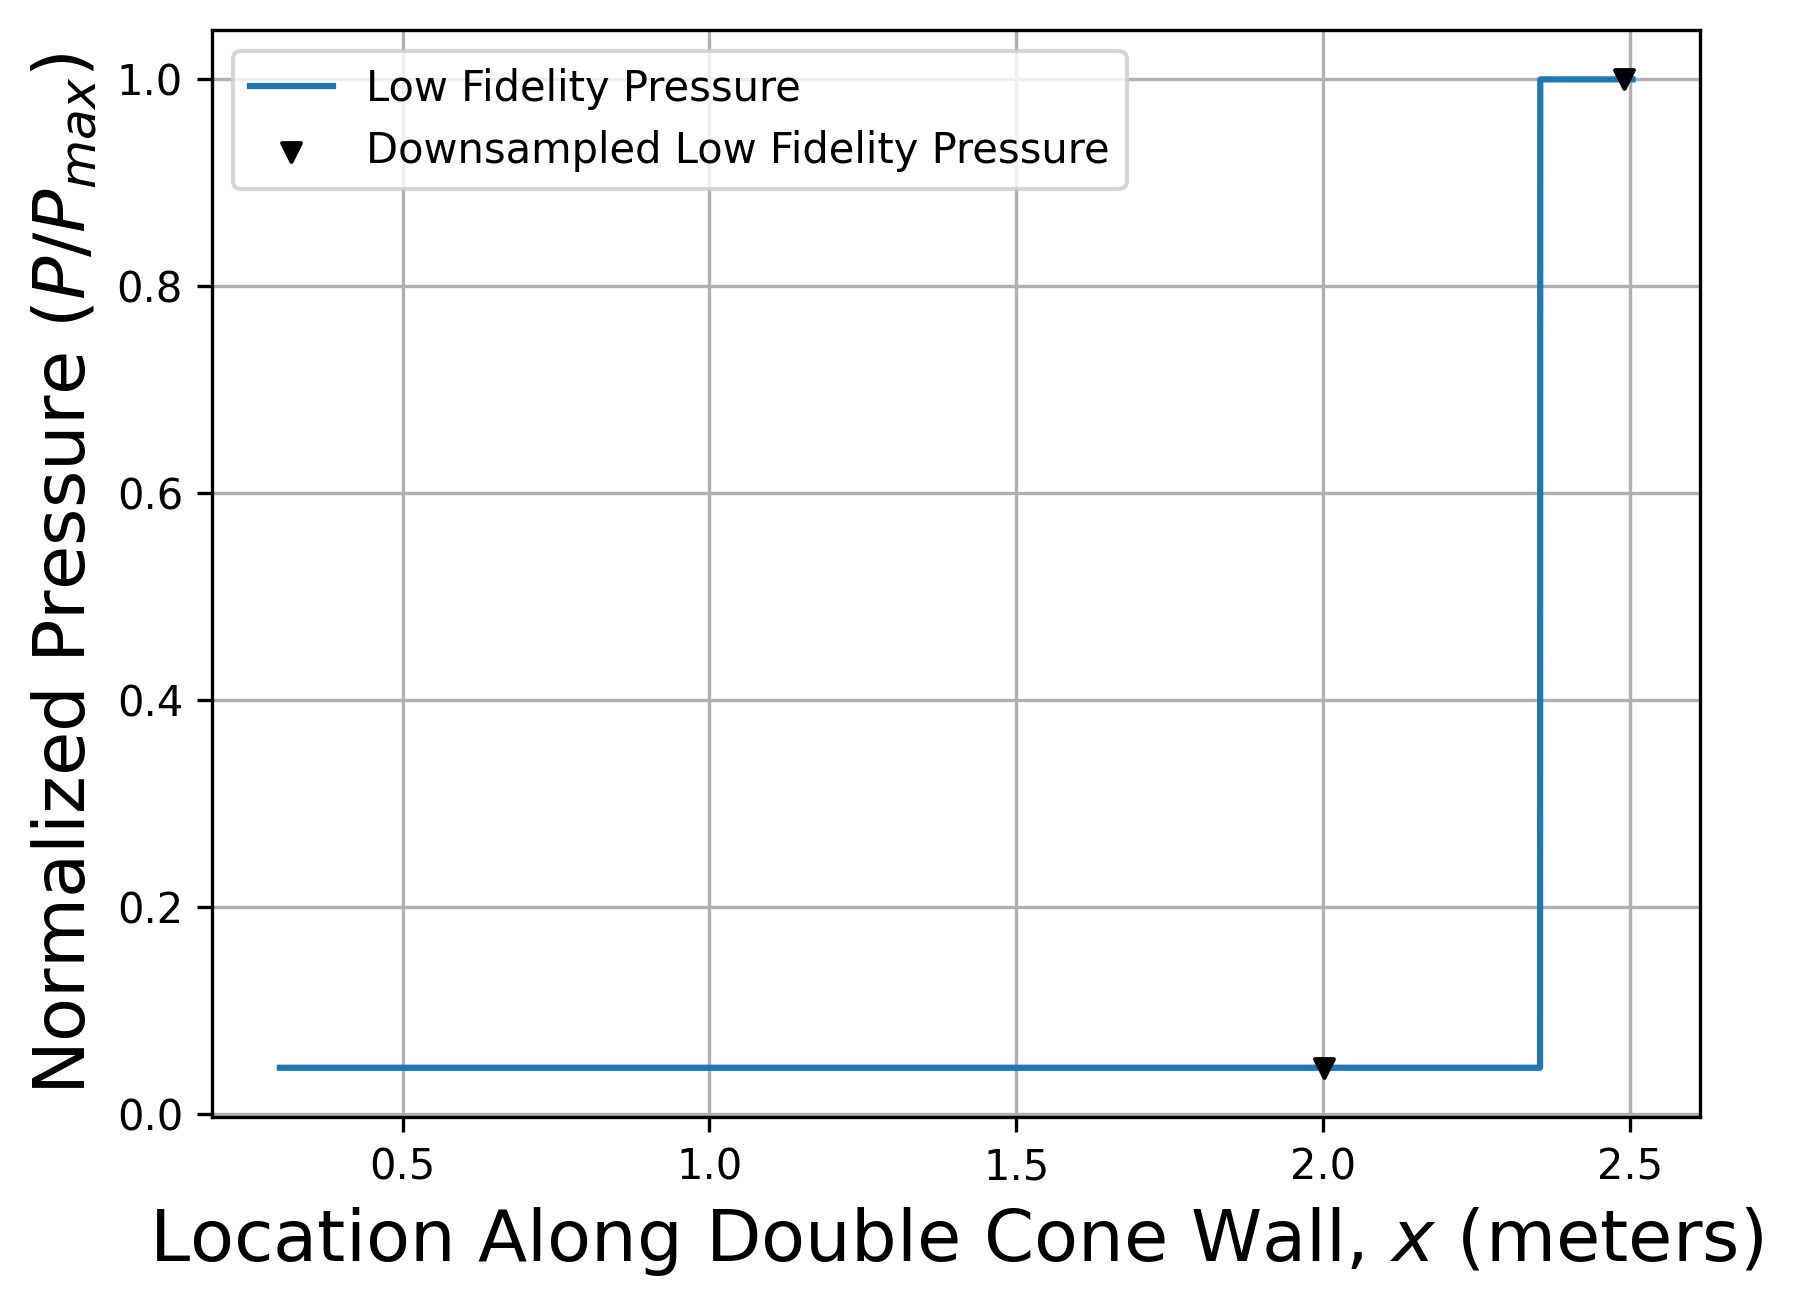 Low Fidelity Pressure
Downsampled Low Fidelity Pressure
Normalized Pressure (P/P_max)
1.0
0.8
0.6
0.4
0.2
0.0
0.5 1.0 1.5 2.0 2.5
Location Along Double Cone Wall, x (meters)